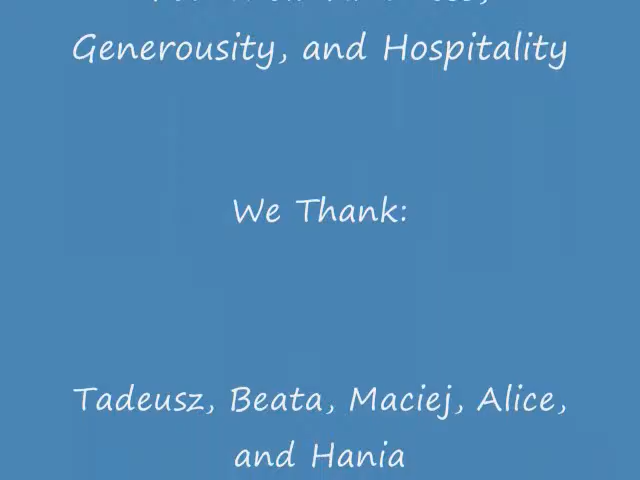 Generousity, and Hospitality
We Thank:
Tadeusz, Beata, Maciej, Alice,
and Hania